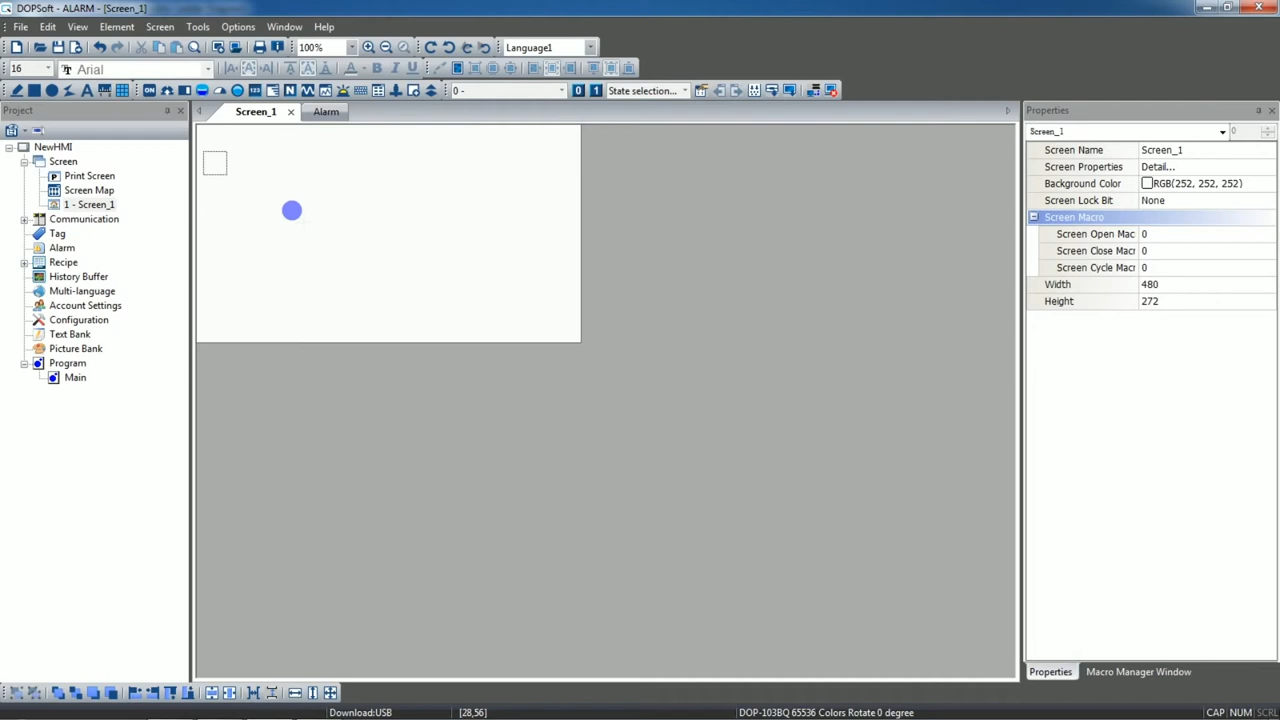 DOPSoft - ALARM - [Screen_1]
File Edit View Element Screen Tools Options Window Help
100% Language1
16 Arial
0 - 0 1 State selection...
Project
Screen_1 Alarm
Properties
NewHMI
Screen
Print Screen
Screen Map
1 - Screen_1
Communication
Tag
Alarm
Recipe
History Buffer
Multi-language
Account Settings
Configuration
Text Bank
Picture Bank
Program
Main
Screen_1 0
Screen Name Screen_1
Screen Properties Detail...
Background Color RGB(252, 252, 252)
Screen Lock Bit None
Screen Macro
Screen Open Mac 0
Screen Close Macr 0
Screen Cycle Macr 0
Width 480
Height 272
Properties Macro Manager Window
Download:USB [28,56] DOP-103BQ 65536 Colors Rotate 0 degree CAP NUM SCRL